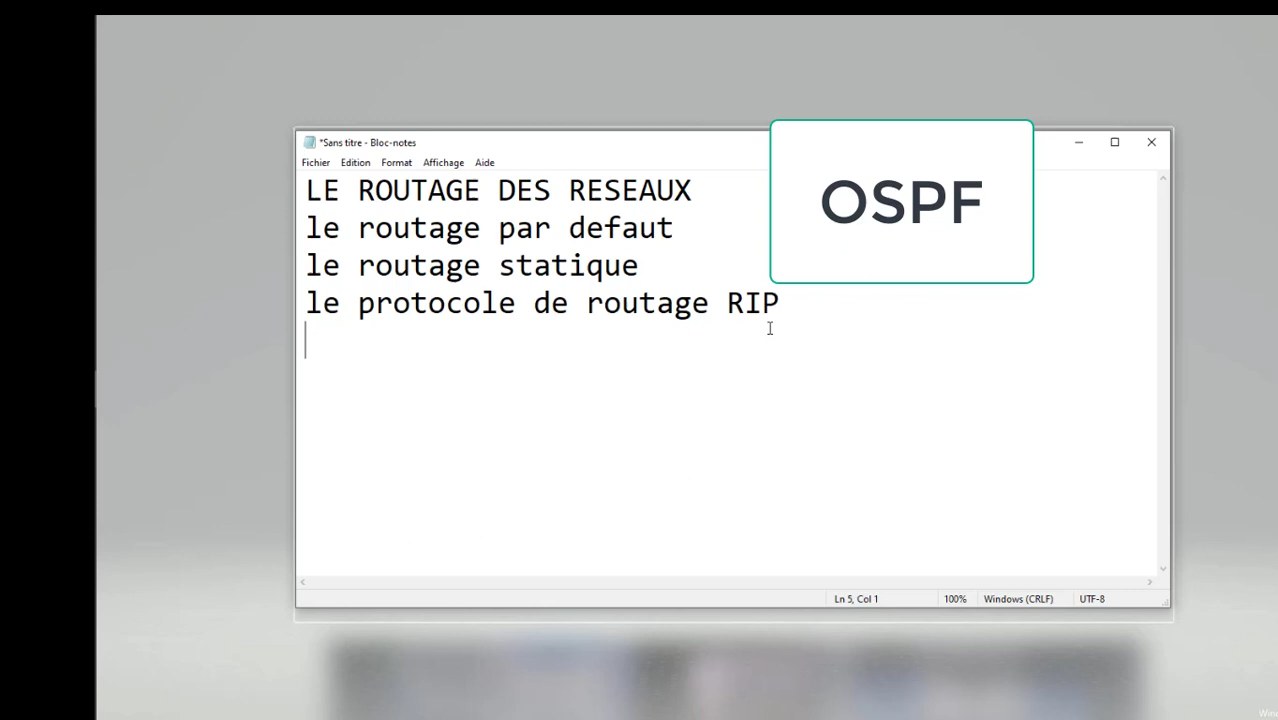 *Sans titre - Bloc-notes
Fichier Edition Format Affichage Aide
OSPF
LE ROUTAGE DES RESEAUX
le routage par defaut
le routage statique
le protocole de routage RIP
Ln 5, Col 1 100% Windows (CRLF) UTF-8